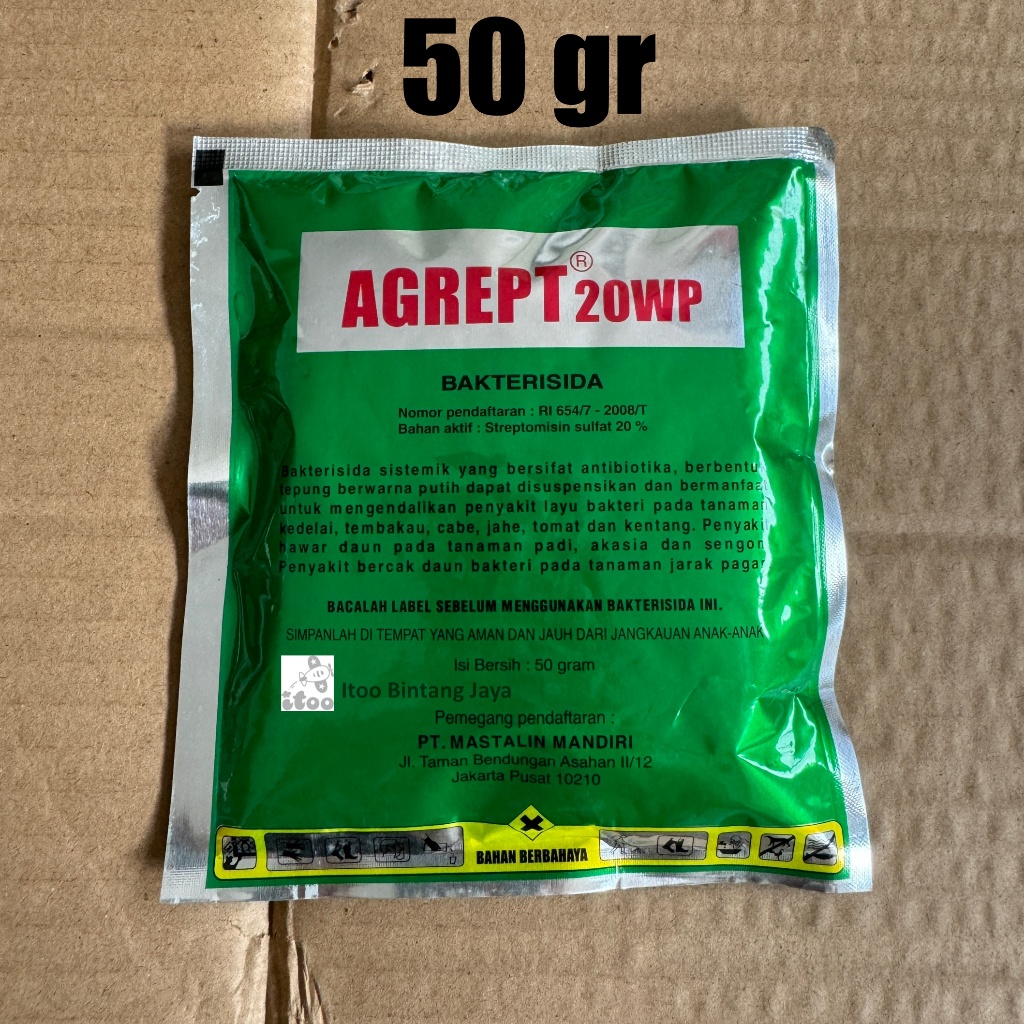 50 gr
AGREPT® 20WP
BAKTERISIDA
Nomor pendaftaran : RI 654/7 - 2008/T
Bahan aktif : Streptomisin sulfat 20 %
Bakterisida sistemik yang bersifat antibiotika, berbentu
tepung berwarna putih dapat disuspensikan dan bermanfaa
untuk mengendalikan penyakit layu bakteri pada tanaman
kedelai, tembakau, cabe, jahe, tomat dan kentang. Penyaki
hawar daun pada tanaman padi, akasia dan sengon
Penyakit bercak daun bakteri pada tanaman jarak pagar
BACALAH LABEL SEBELUM MENGGUNAKAN BAKTERISIDA INI.
SIMPANLAH DI TEMPAT YANG AMAN DAN JAUH DARI JANGKAUAN ANAK-ANAK
Isi Bersih : 50 gram
itoo Itoo Bintang Jaya
Pemegang pendaftaran :
PT. MASTALIN MANDIRI
Jl. Taman Bendungan Asahan II/12
Jakarta Pusat 10210
BAHAN BERBAHAYA